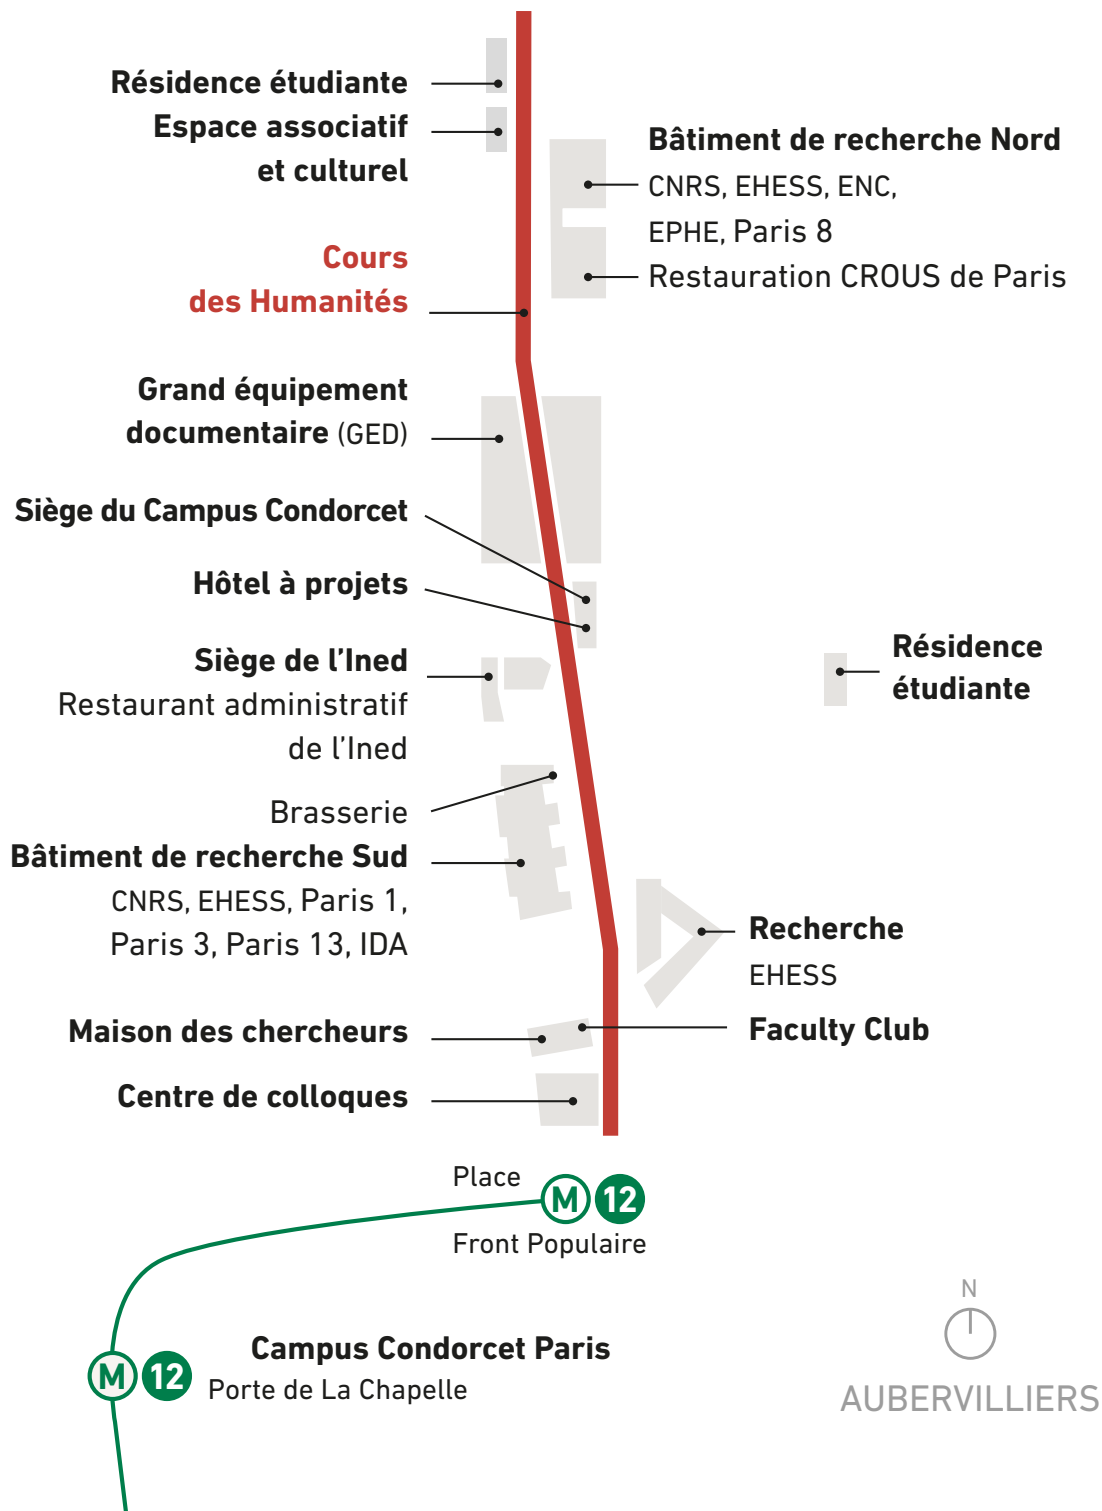 Résidence étudiante
Espace associatif
et culturel
Bâtiment de recherche Nord
CNRS, EHESS, ENC,
EPHE, Paris 8
Restauration CROUS de Paris
Cours
des Humanités
Grand équipement
documentaire (GED)
Siège du Campus Condorcet
Hôtel à projets
Siège de l’Ined
Restaurant administratif
de l’Ined
Résidence
étudiante
Brasserie
Bâtiment de recherche Sud
CNRS, EHESS, Paris 1,
Paris 3, Paris 13, IDA
Recherche
EHESS
Maison des chercheurs
Faculty Club
Centre de colloques
Place
M 12
Front Populaire
Campus Condorcet Paris
M 12
Porte de La Chapelle
N
AUBERVILLIERS